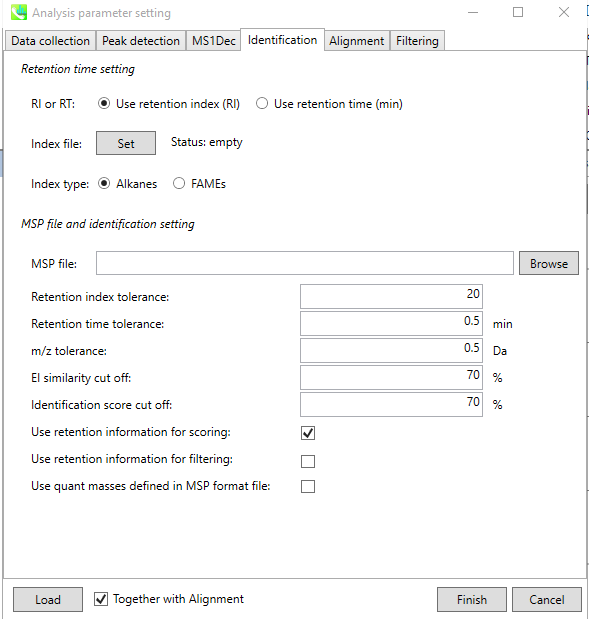 Analysis parameter setting
Data collection Peak detection MS1Dec Identification Alignment Filtering
Retention time setting
RI or RT: Use retention index (RI) Use retention time (min)
Index file: Set Status: empty
Index type: Alkanes FAMEs
MSP file and identification setting
MSP file: Browse
Retention index tolerance: 20
Retention time tolerance: 0.5 min
m/z tolerance: 0.5 Da
EI similarity cut off: 70 %
Identification score cut off: 70 %
Use retention information for scoring:
Use retention information for filtering:
Use quant masses defined in MSP format file:
Load Together with Alignment Finish Cancel